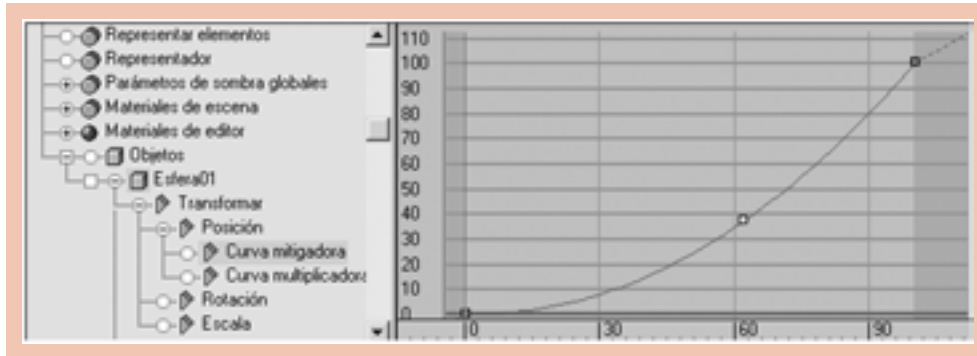 Representar elementos
Representador
Parámetros de sombra globales
Materiales de escena
Materiales de editor
Objetos
Esfera01
Transformar
Posición
Curva mitigadora
Curva multiplicadora
Rotación
Escala
110
100
90
80
70
60
50
40
30
20
10
0
0 30 60 90